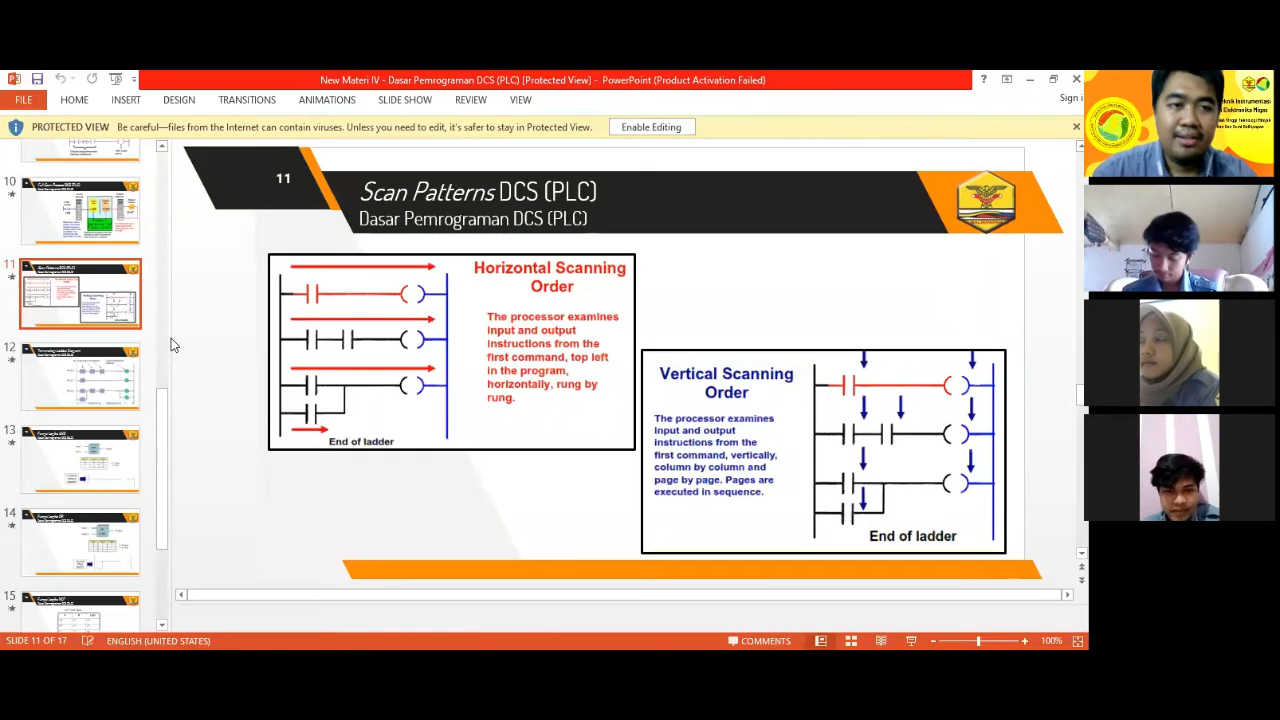 New Materi IV - Dasar Pemrograman DCS (PLC) [Protected View] - PowerPoint (Product Activation Failed)
FILE HOME INSERT DESIGN TRANSITIONS ANIMATIONS SLIDE SHOW REVIEW VIEW
Sign i
PROTECTED VIEW Be careful—files from the Internet can contain viruses. Unless you need to edit, it's safer to stay in Protected View. Enable Editing
10
11
12
13
14
15
11
Scan Patterns DCS (PLC)
Dasar Pemrograman DCS (PLC)
Horizontal Scanning
Order
The processor examines
input and output
instructions from the
first command, top left
in the program,
horizontally, rung by
rung.
End of ladder
Vertical Scanning
Order
The processor examines
input and output
instructions from the
first command, vertically,
column by column and
page by page. Pages are
executed in sequence.
End of ladder
SLIDE 11 OF 17 ENGLISH (UNITED STATES) COMMENTS 100%